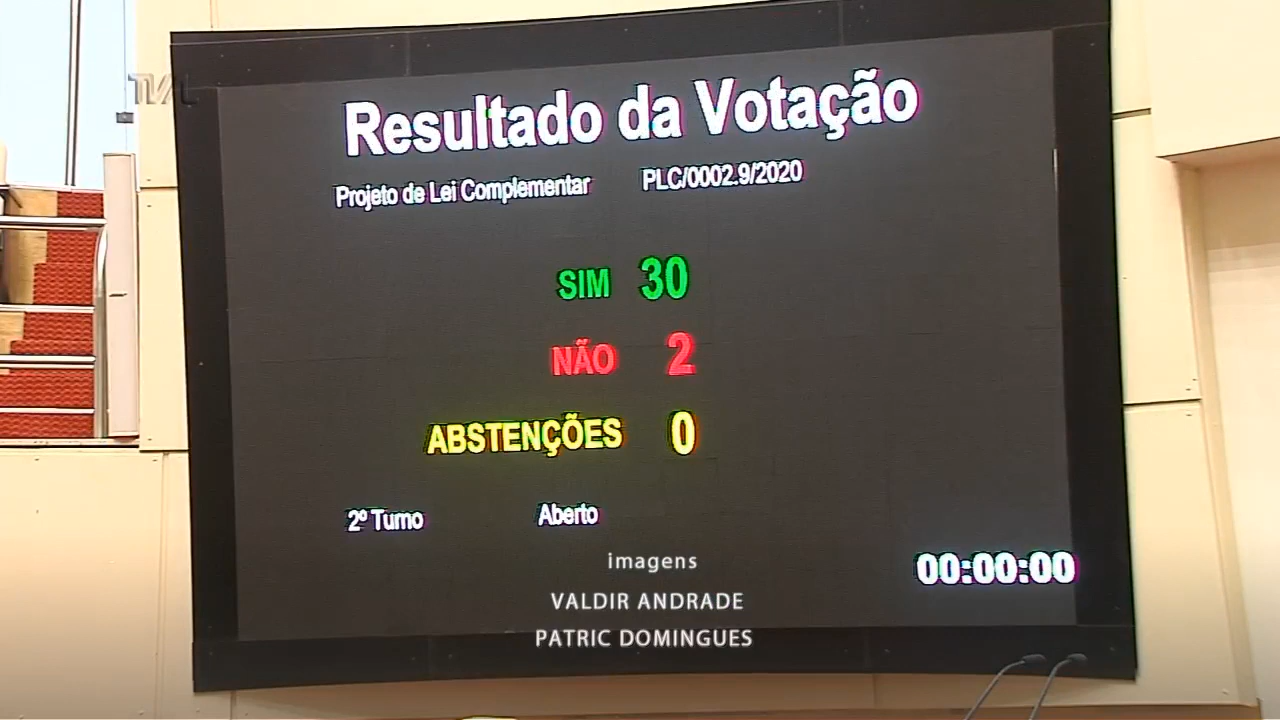 TVAL
Resultado da Votação
Projeto de Lei Complementar PLC/0002.9/2020
SIM 30
NÃO 2
ABSTENÇÕES 0
2º Turno Aberto
00:00:00
imagens
VALDIR ANDRADE
PATRIC DOMINGUES